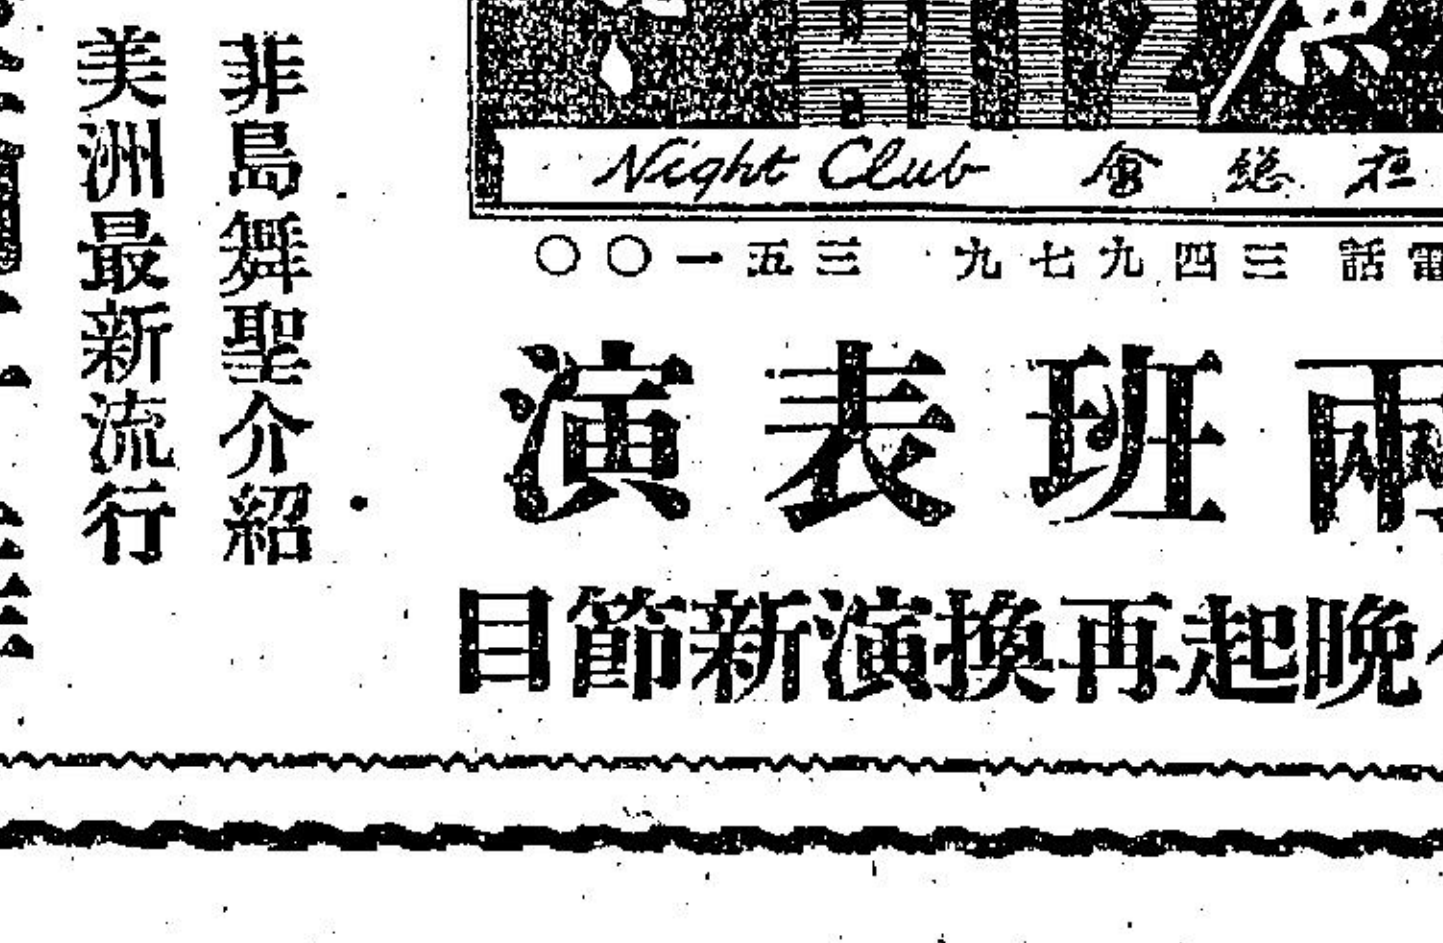 Night Club 夜總會
電話 三四九七九 三五一〇〇
兩班表演
晚起再換演新節目
菲島舞聖介紹
美洲最新流行